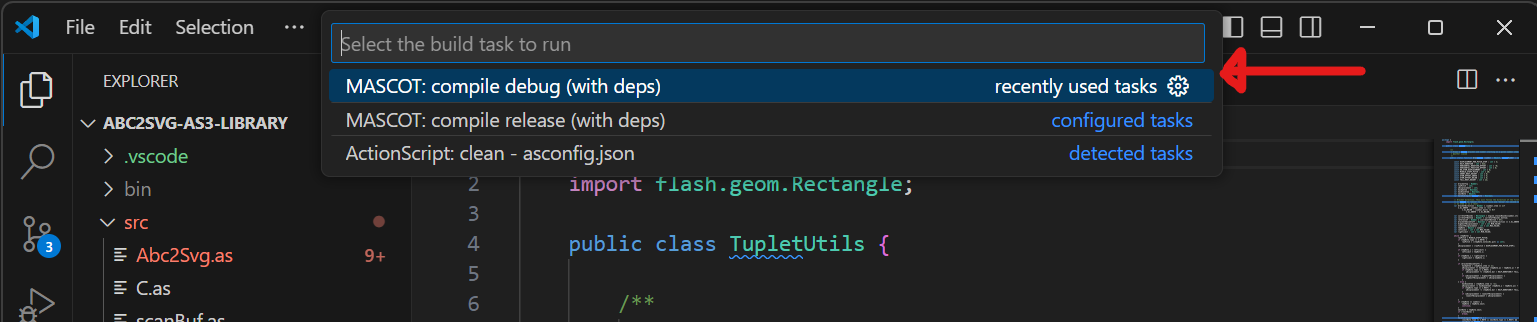 File Edit Selection ···
Select the build task to run
MASCOT: compile debug (with deps) recently used tasks
MASCOT: compile release (with deps) configured tasks
ActionScript: clean - asconfig.json detected tasks
EXPLORER
ABC2SVG-AS3-LIBRARY
.vscode
bin
src
Abc2Svg.as 9+
C.as
scanBuf.as
3
2 import flash.geom.Rectangle;
3
4 public class TupletUtils {
5
6 /**